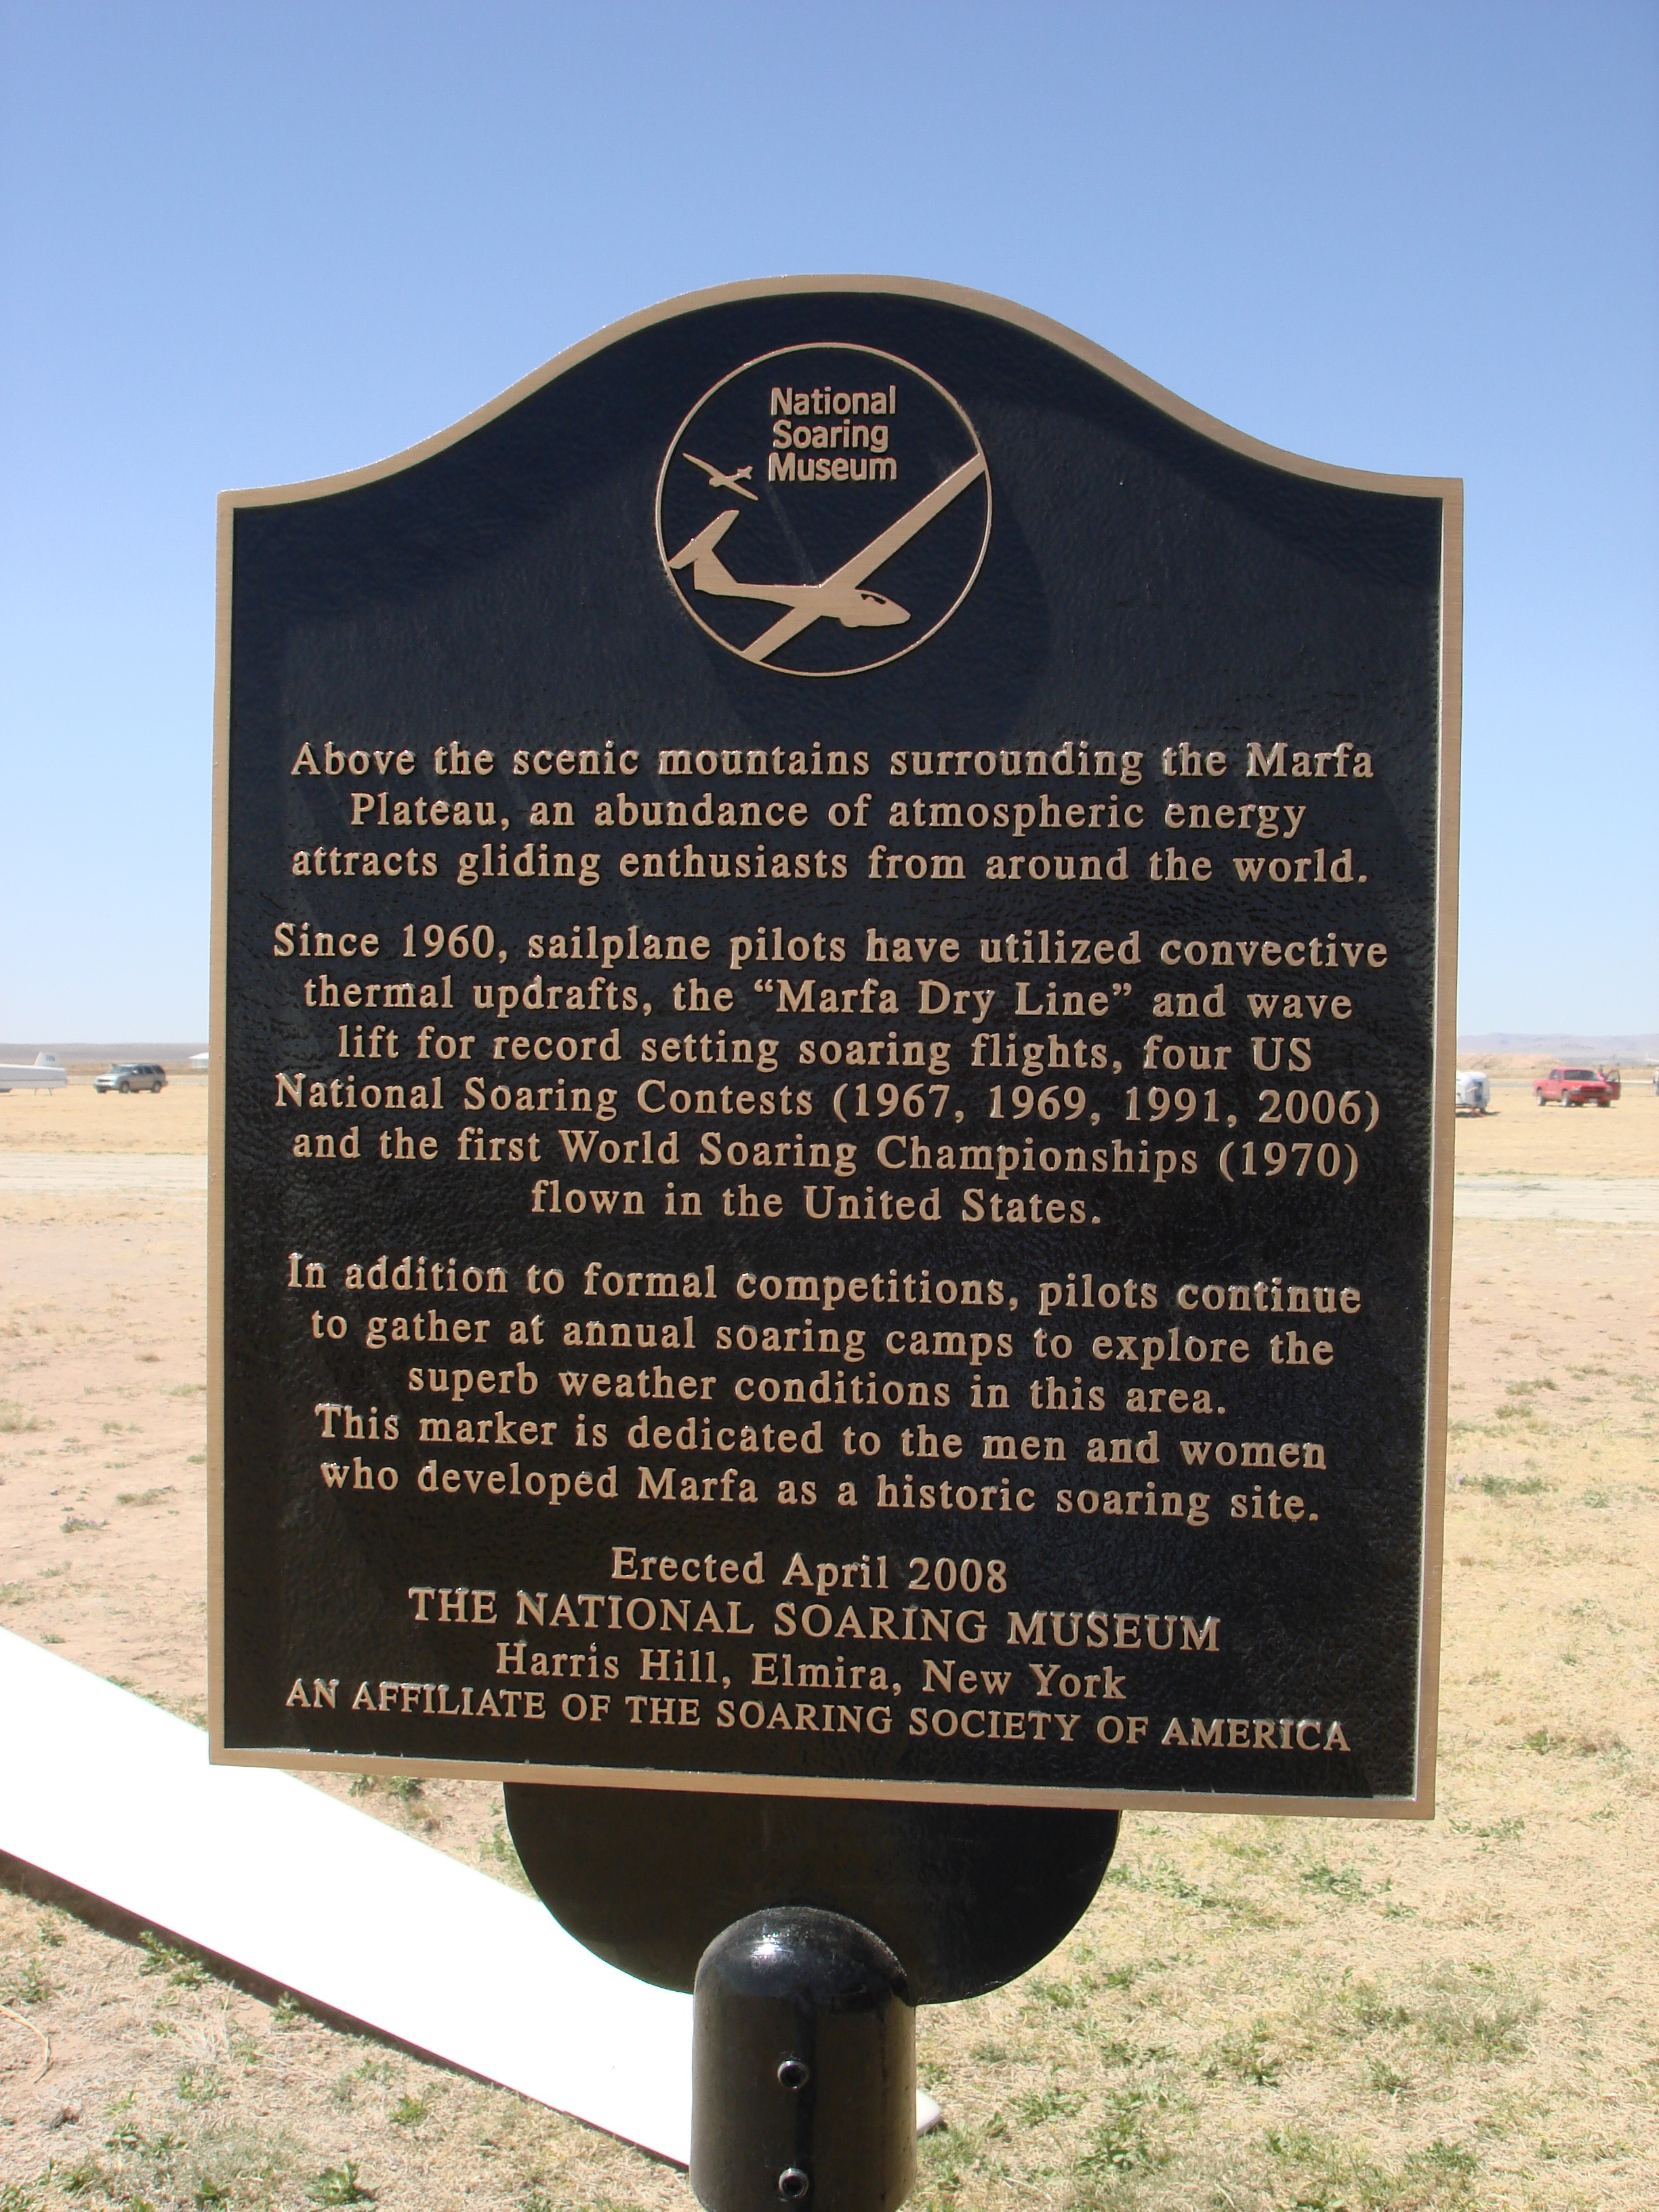 National
Soaring
Museum
Above the scenic mountains surrounding the Marfa
Plateau, an abundance of atmospheric energy
attracts gliding enthusiasts from around the world.
Since 1960, sailplane pilots have utilized convective
thermal updrafts, the “Marfa Dry Line” and wave
lift for record setting soaring flights, four US
National Soaring Contests (1967, 1969, 1991, 2006)
and the first World Soaring Championships (1970)
flown in the United States.
In addition to formal competitions, pilots continue
to gather at annual soaring camps to explore the
superb weather conditions in this area.
This marker is dedicated to the men and women
who developed Marfa as a historic soaring site.
Erected April 2008
THE NATIONAL SOARING MUSEUM
Harris Hill, Elmira, New York
AN AFFILIATE OF THE SOARING SOCIETY OF AMERICA